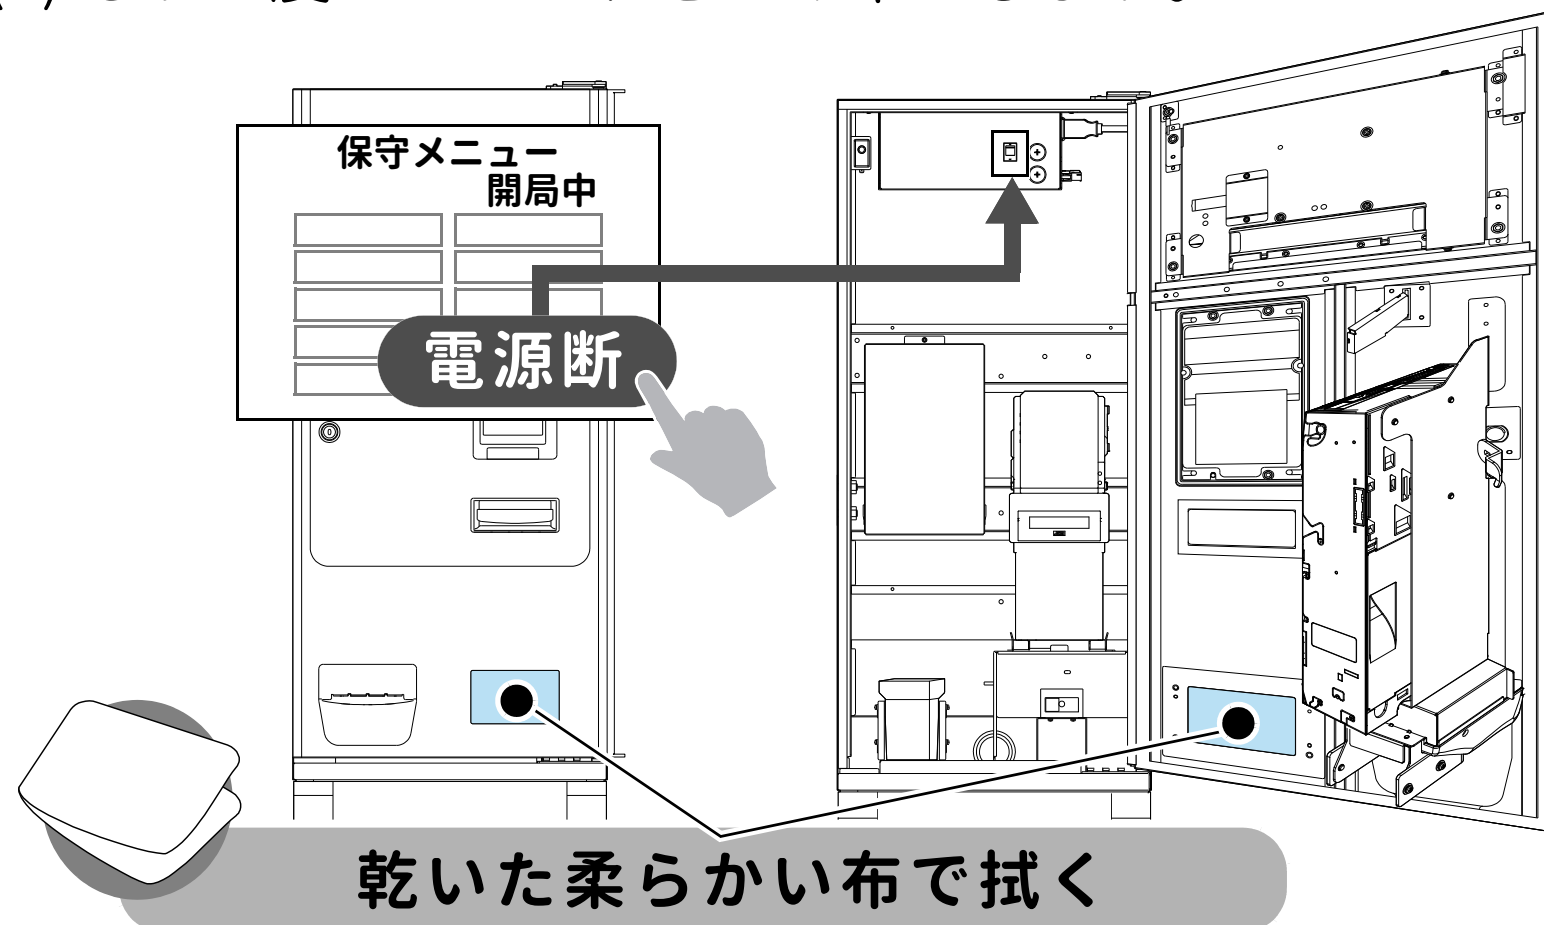 保守メニュー
開局中
電源断
乾いた柔らかい布で拭く